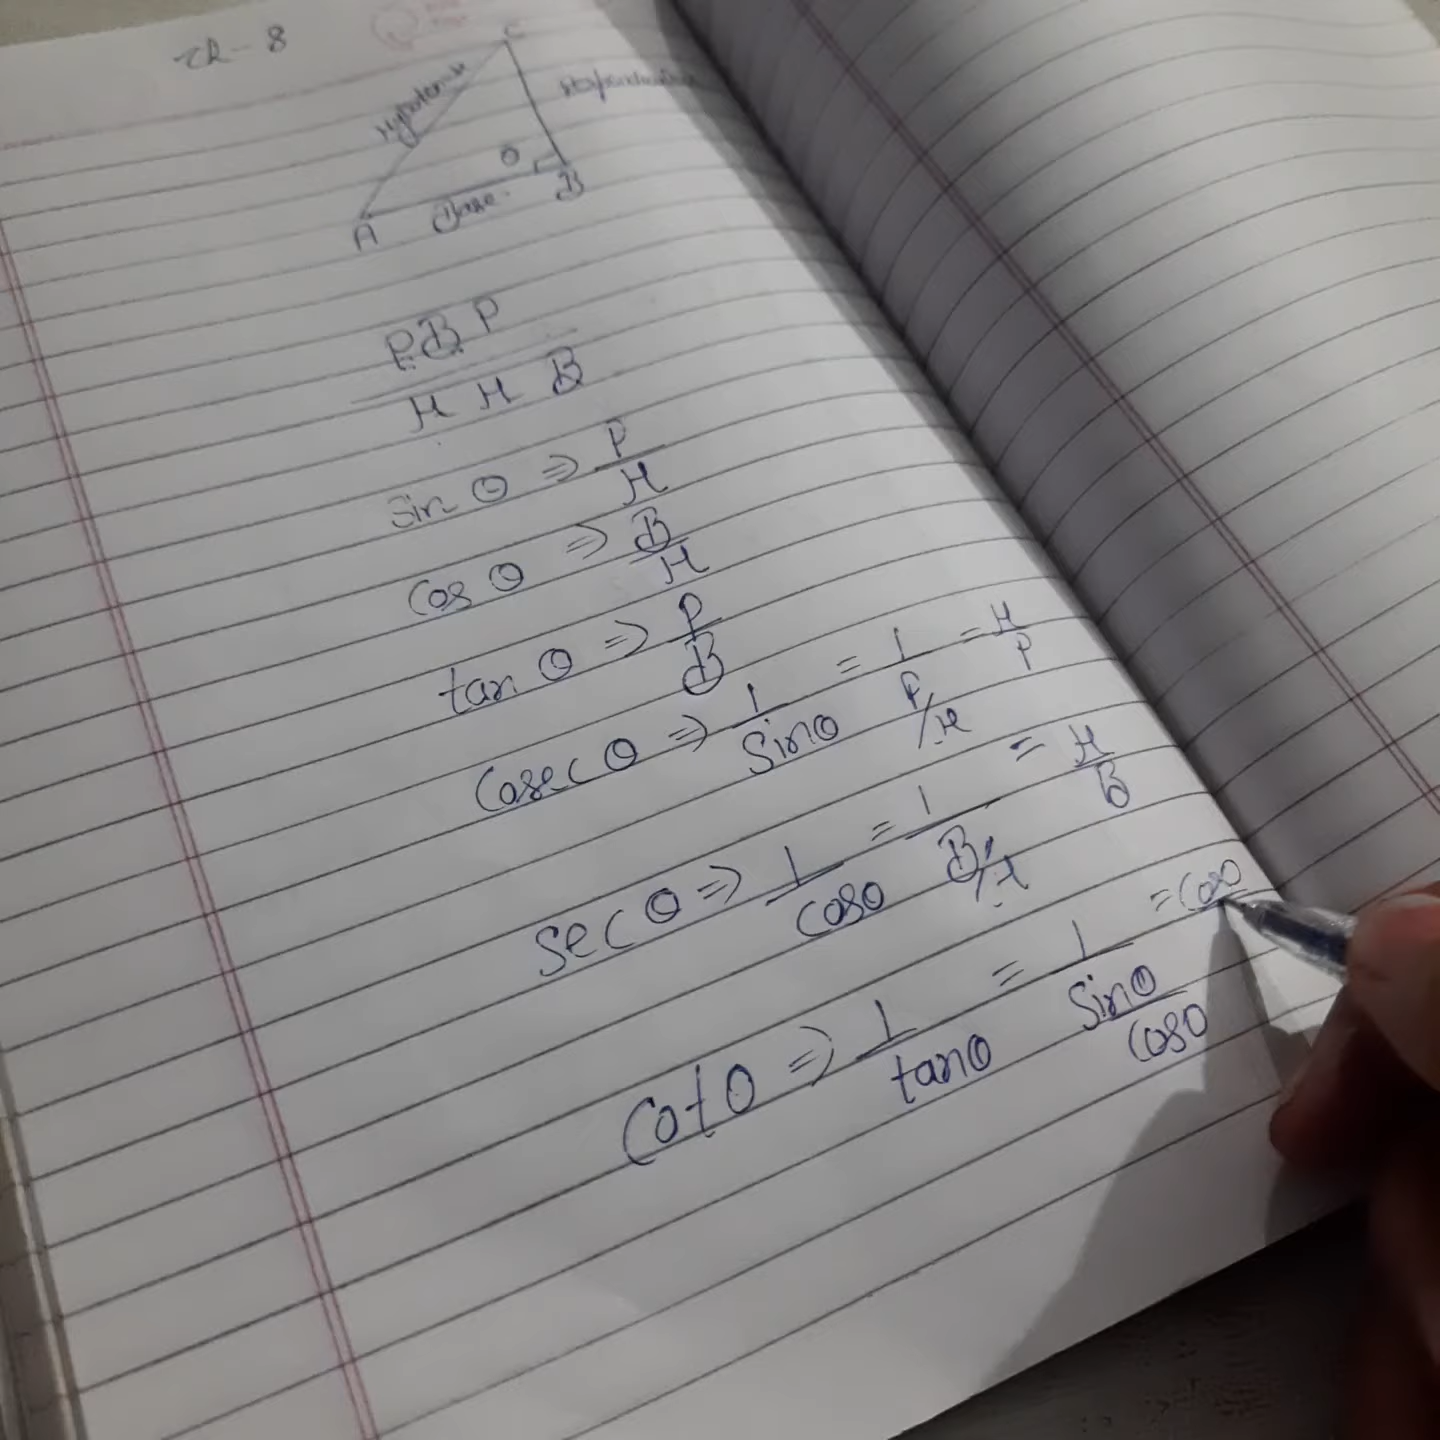 Ch - 8
C
Hypotenuse
θ
A Base B
P B P
H H B
sin θ ⇒ P/H
cos θ ⇒ B/H
tan θ ⇒ P/B
Cosec θ ⇒ 1/sinθ = 1/P/H = H/P
sec θ ⇒ 1/cosθ = 1/B/H = H/B
Cot θ ⇒ 1/tanθ = 1/sinθ/cosθ = cosθ